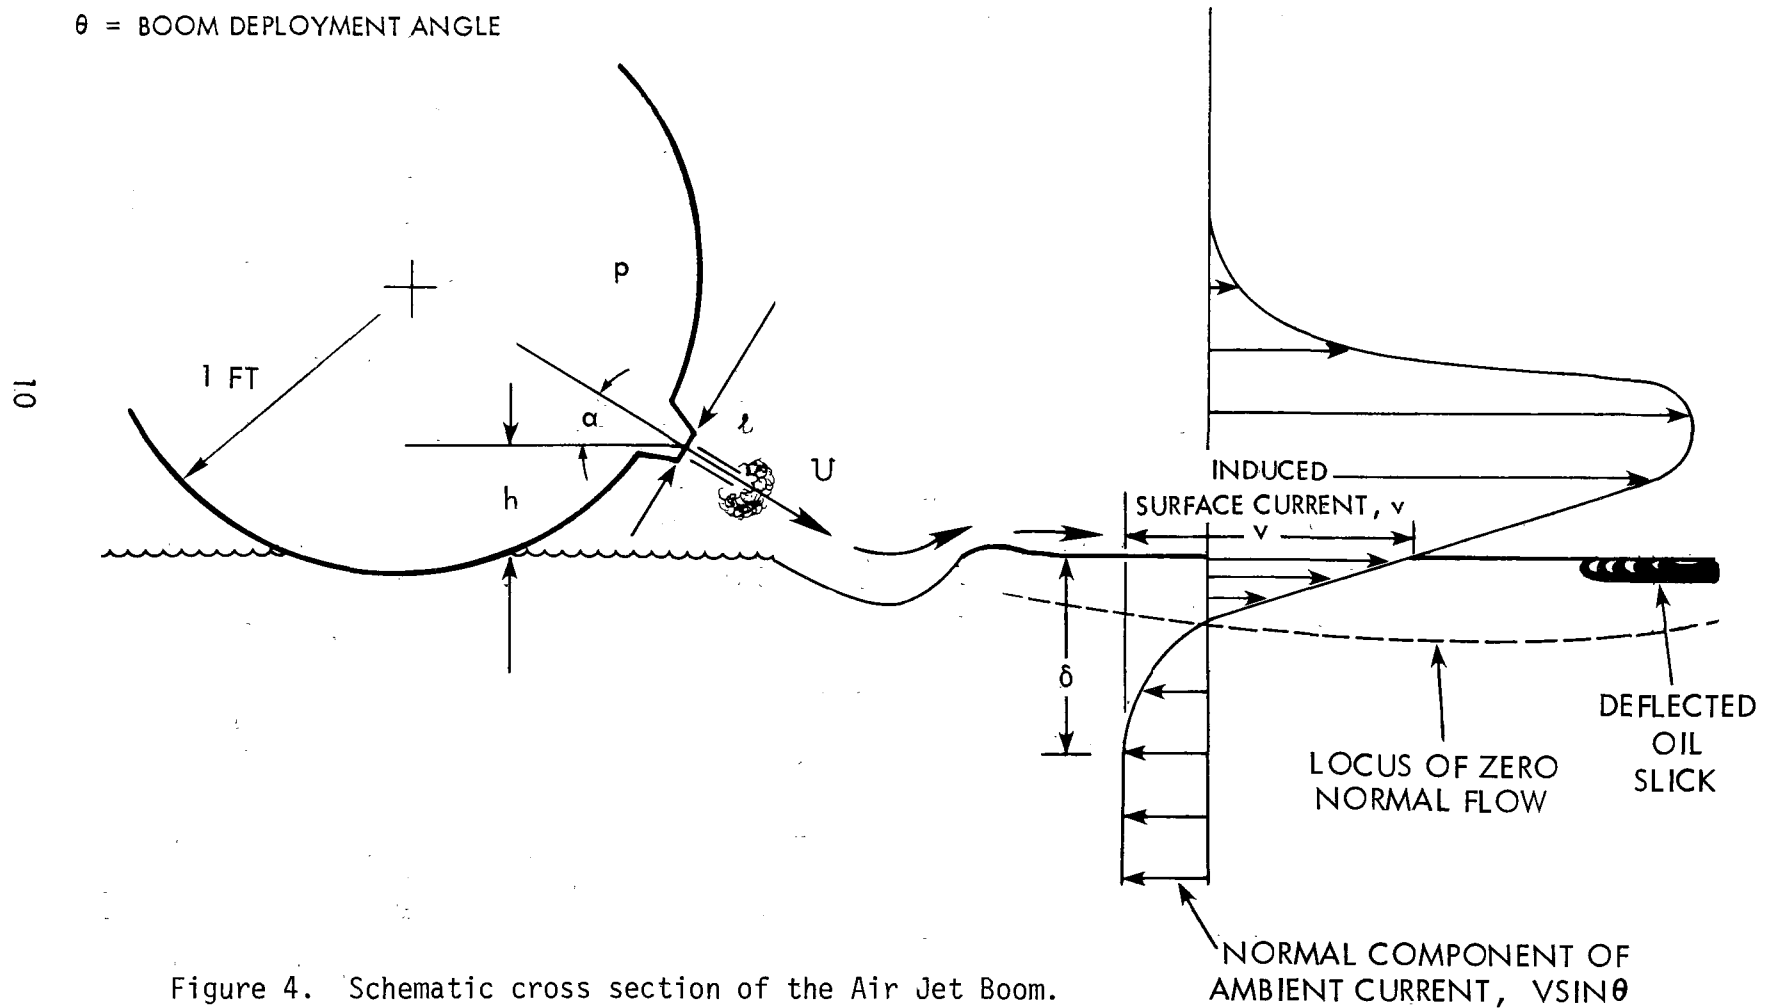 θ = BOOM DEPLOYMENT ANGLE
p
1 FT
10
α
ℓ
U
h
INDUCED
SURFACE CURRENT, v
v
δ
DEFLECTED
OIL
SLICK
LOCUS OF ZERO
NORMAL FLOW
NORMAL COMPONENT OF
AMBIENT CURRENT, VSINθ
Figure 4. Schematic cross section of the Air Jet Boom.